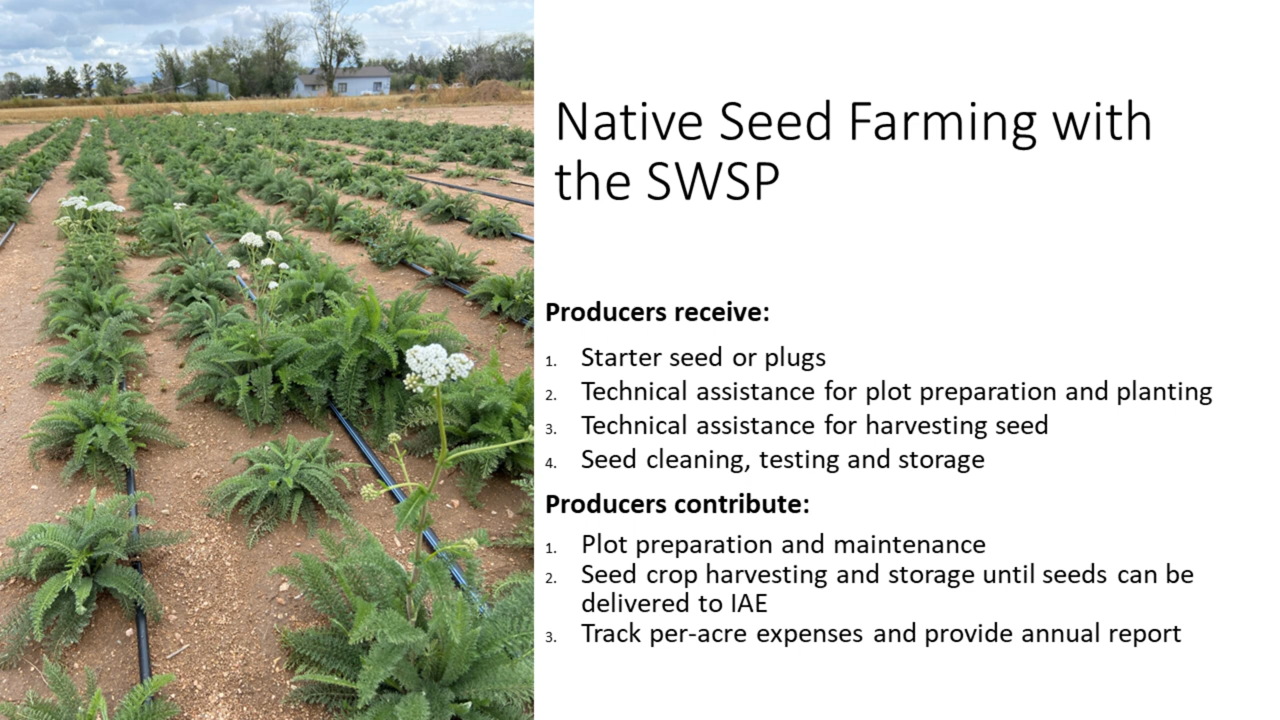 Native Seed Farming with
the SWSP
Producers receive:
1. Starter seed or plugs
2. Technical assistance for plot preparation and planting
3. Technical assistance for harvesting seed
4. Seed cleaning, testing and storage
Producers contribute:
1. Plot preparation and maintenance
2. Seed crop harvesting and storage until seeds can be
delivered to IAE
3. Track per-acre expenses and provide annual report